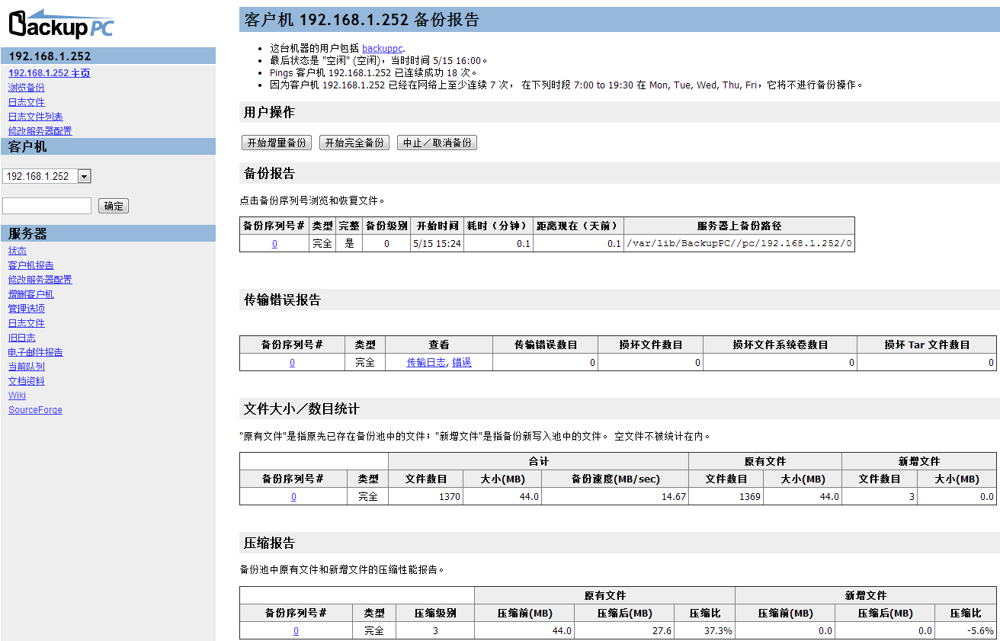 BackupPC
192.168.1.252
192.168.1.252 主页
浏览备份
日志文件
日志文件列表
修改服务器配置
客户机
192.168.1.252
确定
服务器
状态
客户机报告
修改服务器配置
增删客户机
管理选项
日志文件
旧日志
电子邮件报告
当前队列
文档资料
Wiki
SourceForge
客户机 192.168.1.252 备份报告
• 这台机器的用户包括 backuppc.
• 最后状态是 "空闲" (空闲)，当时时间 5/15 16:00。
• Pings 客户机 192.168.1.252 已连续成功 18 次。
• 因为客户机 192.168.1.252 已经在网络上至少连续 7 次， 在下列时段 7:00 to 19:30 在 Mon, Tue, Wed, Thu, Fri，它将不进行备份操作。
用户操作
开始增量备份 开始完全备份 中止／取消备份
备份报告
点击备份序列号浏览和恢复文件。
备份序列号# 类型 完整 备份级别 开始时间 耗时（分钟） 距离现在（天前） 服务器上备份路径
0 完全 是 0 5/15 15:24 0.1 0.1 /var/lib/BackupPC//pc/192.168.1.252/0
传输错误报告
备份序列号# 类型 查看 传输错误数目 损坏文件数目 损坏文件系统卷数目 损坏 Tar 文件数目
0 完全 传输日志, 错误 0 0 0 0
文件大小／数目统计
"原有文件"是指原先已存在备份池中的文件；"新增文件"是指备份新写入池中的文件。 空文件不被统计在内。
合计 原有文件 新增文件
备份序列号# 类型 文件数目 大小(MB) 备份速度(MB/sec) 文件数目 大小(MB) 文件数目 大小(MB)
0 完全 1370 44.0 14.67 1369 44.0 3 0.0
压缩报告
备份池中原有文件和新增文件的压缩性能报告。
原有文件 新增文件
备份序列号# 类型 压缩级别 压缩前(MB) 压缩后(MB) 压缩比 压缩前(MB) 压缩后(MB) 压缩比
0 完全 3 44.0 27.6 37.3% 0.0 0.0 -5.6%